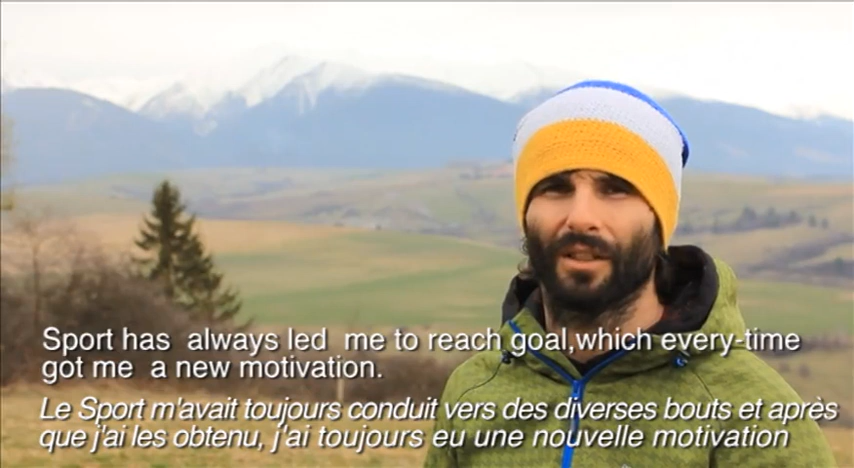 Sport has always led me to reach goal,which every-time
got me a new motivation.
Le Sport m'avait toujours conduit vers des diverses bouts et après
que j'ai les obtenu, j'ai toujours eu une nouvelle motivation